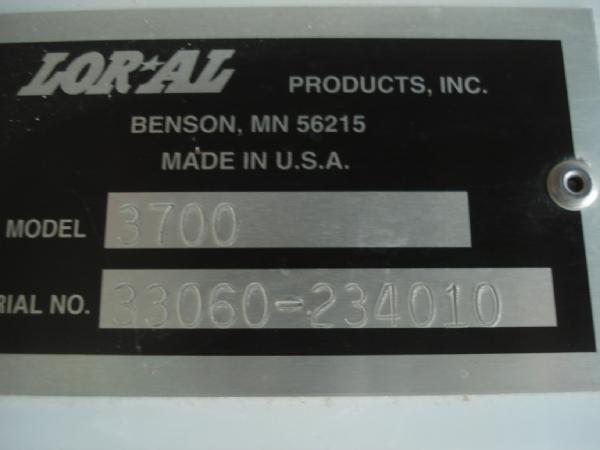 LOR★AL PRODUCTS, INC.
BENSON, MN 56215
MADE IN U.S.A.
MODEL 3700
RIAL NO. 33060-234010